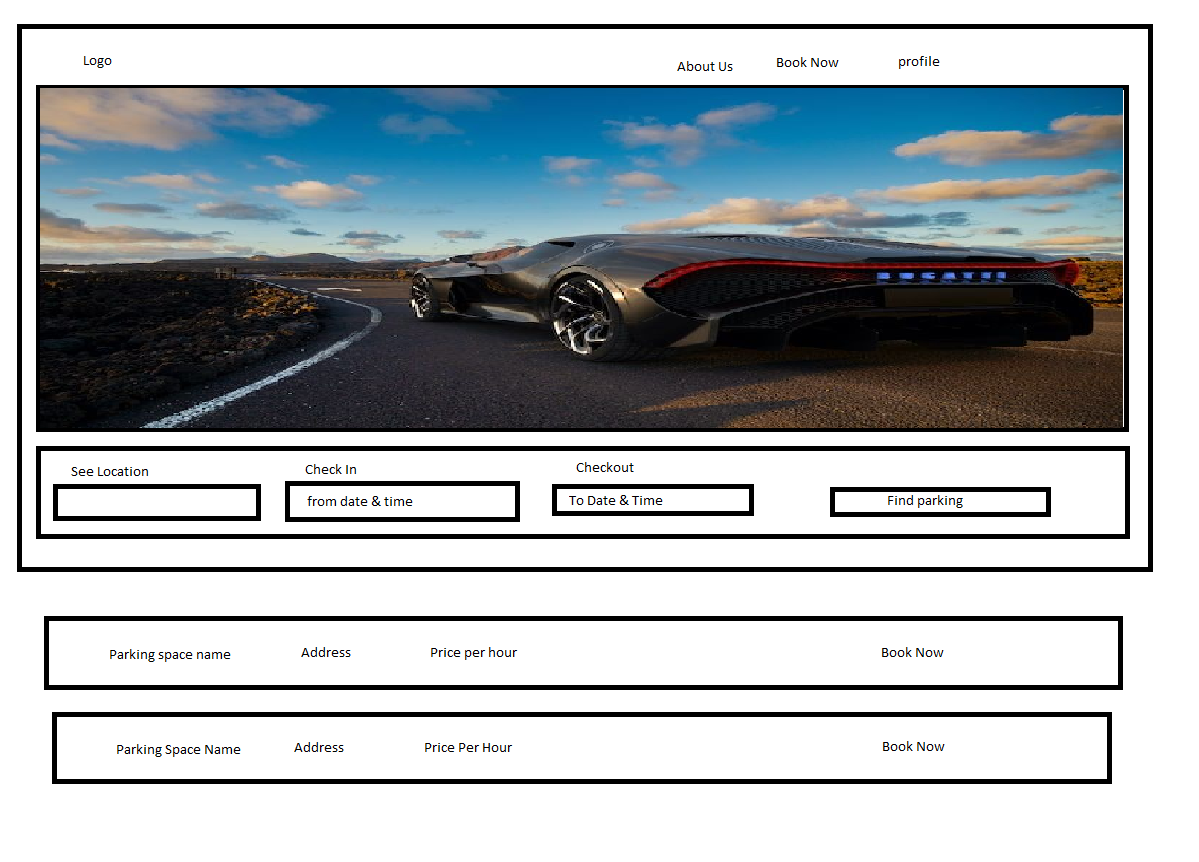 Logo
About Us
Book Now
profile
BUGATTI
See Location
Check In
Checkout
from date & time
To Date & Time
Find parking
Parking space name
Address
Price per hour
Book Now
Parking Space Name
Address
Price Per Hour
Book Now